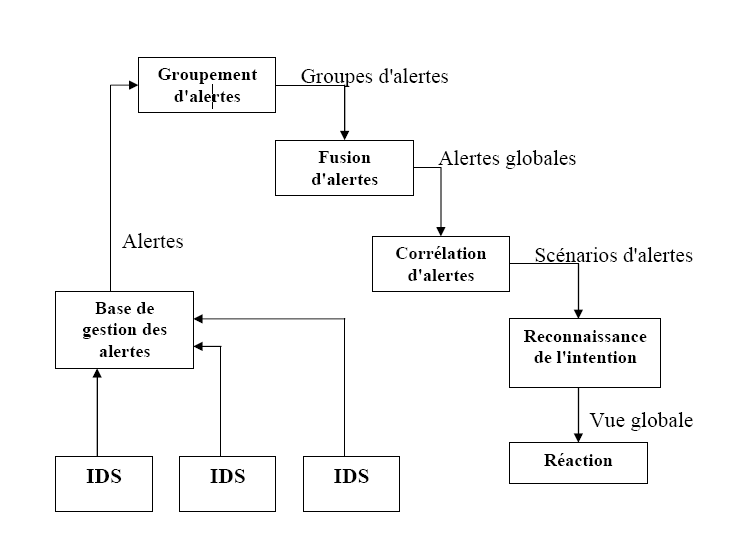 Groupement
d'alertes
Groupes d'alertes
Fusion
d'alertes
Alertes globales
Corrélation
d'alertes
Scénarios d'alertes
Alertes
Base de
gestion des
alertes
Reconnaissance
de l'intention
Vue globale
Réaction
IDS
IDS
IDS